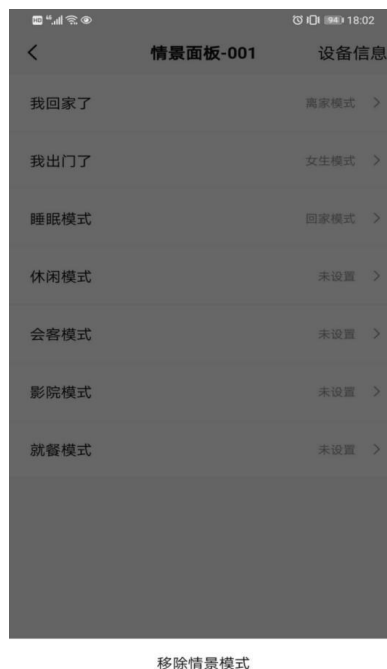 HD 4G 94 18:02
情景面板-001 设备信息
我回家了 离家模式
我出门了 女生模式
睡眠模式 回家模式
休闲模式 未设置
会客模式 未设置
影院模式 未设置
就餐模式 未设置
移除情景模式